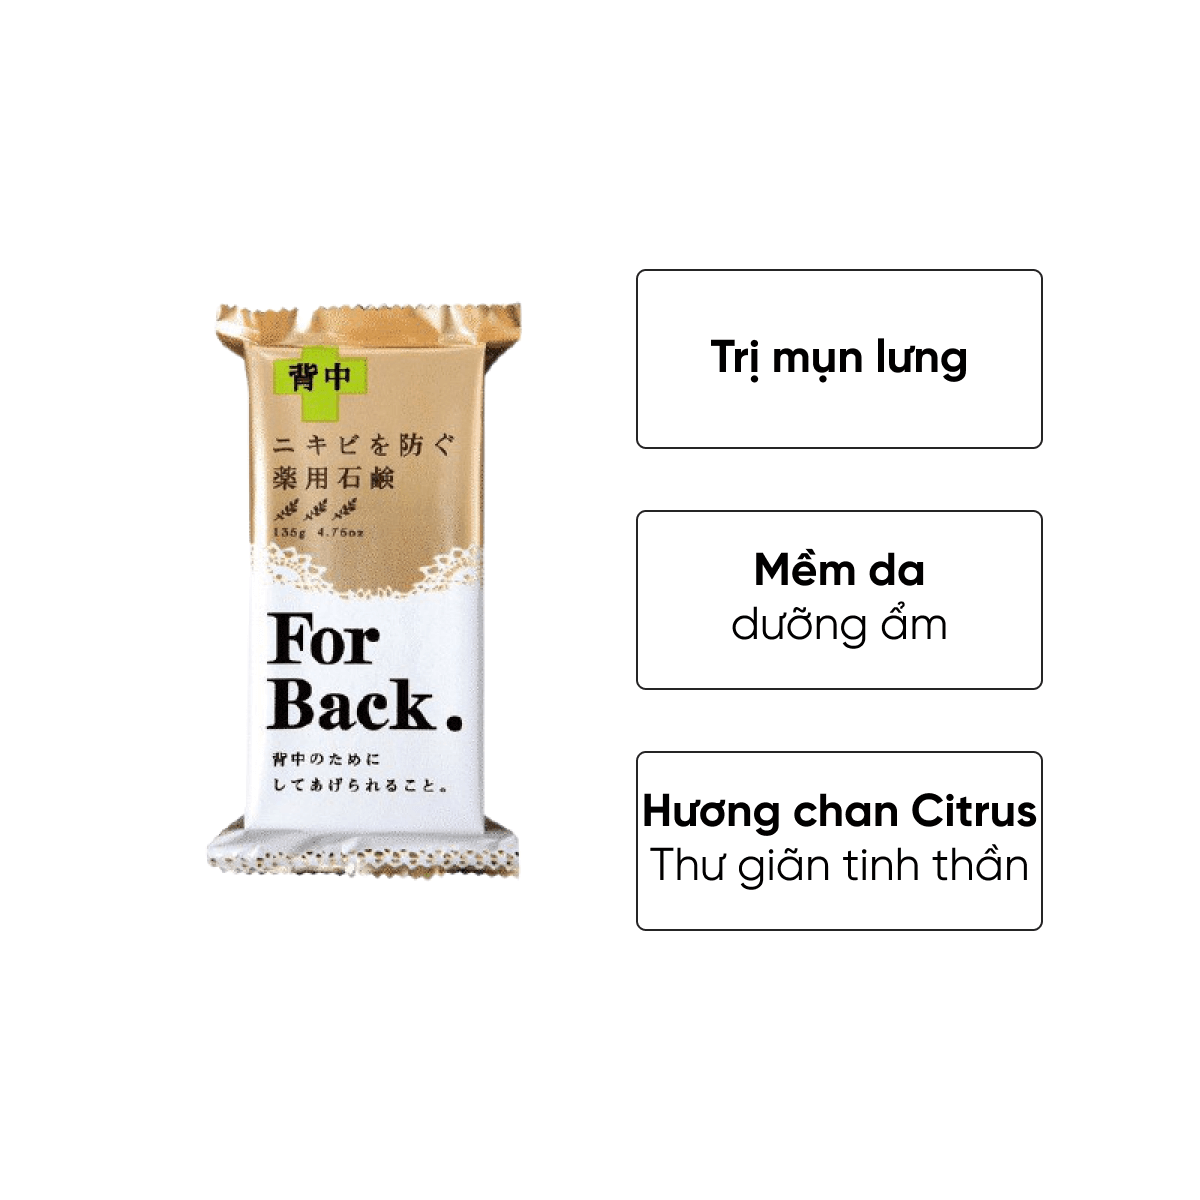 背中
ニキビを防ぐ
薬用石鹸
135g 4.75oz
For
Back.
背中のために
してあげられること。
Trị mụn lưng
Mềm da
dưỡng ẩm
Hương chan Citrus
Thư giãn tinh thần